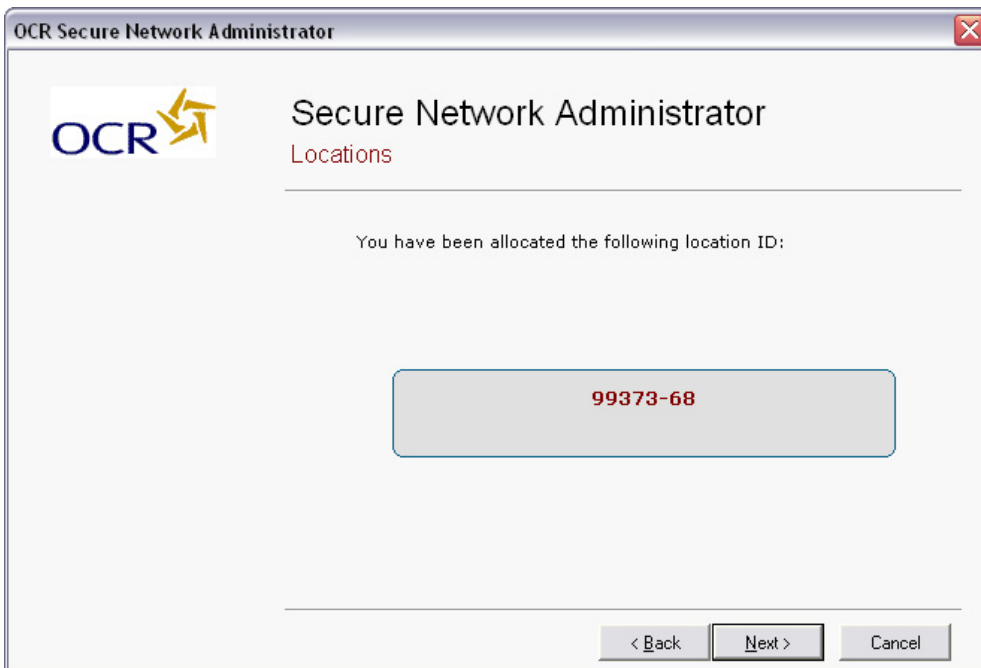 OCR Secure Network Administrator
OCR
Secure Network Administrator
Locations
You have been allocated the following location ID:
99373-68
< Back
Next >
Cancel